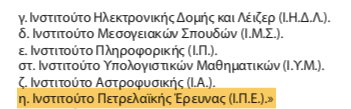 γ. Ινστιτούτο Ηλεκτρονικής Δομής και Λέιζερ (Ι.Η.Δ.Λ.).
δ. Ινστιτούτο Μεσογειακών Σπουδών (Ι.Μ.Σ.).
ε. Ινστιτούτο Πληροφορικής (Ι.Π.).
στ. Ινστιτούτο Υπολογιστικών Μαθηματικών (Ι.Υ.Μ.).
ζ. Ινστιτούτο Αστροφυσικής (Ι.Α.).
η. Ινστιτούτο Πετρελαϊκής Έρευνας (Ι.Π.Ε.).»